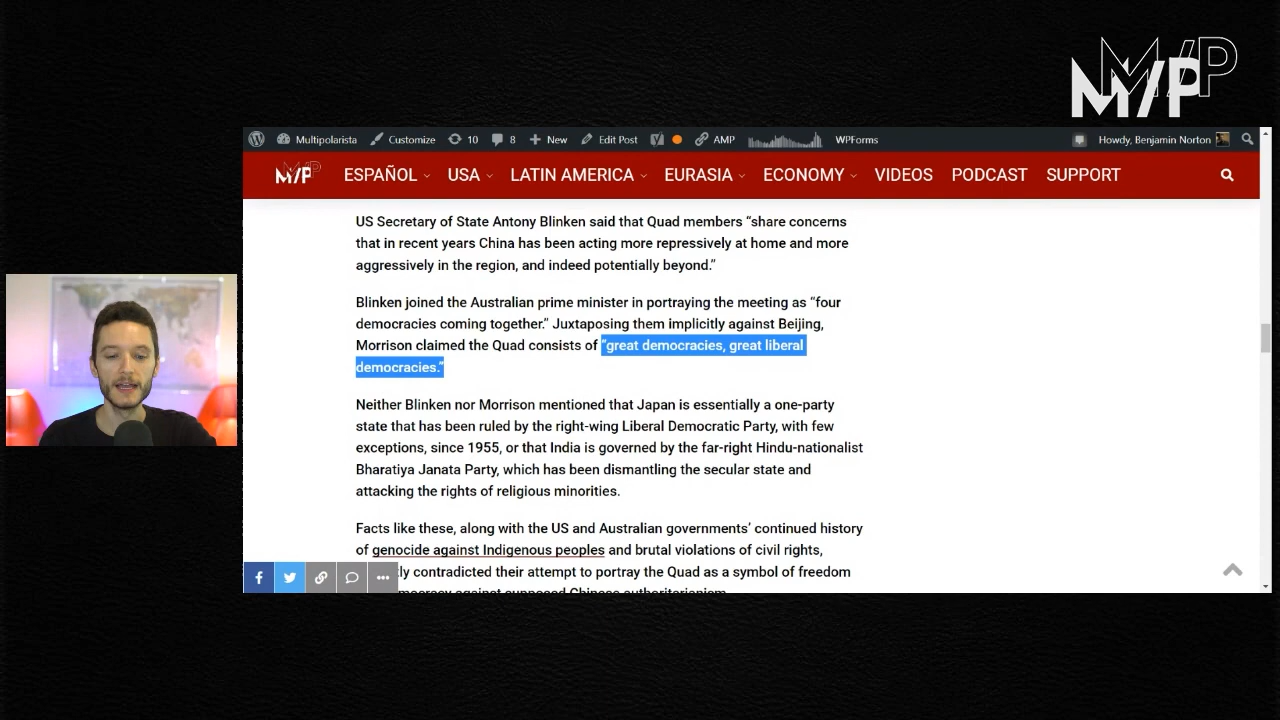 M/P
M/P
Multipolarista Customize 10 8 New Edit Post AMP WPForms Howdy, Benjamin Norton
M/P ESPAÑOL USA LATIN AMERICA EURASIA ECONOMY VIDEOS PODCAST SUPPORT
US Secretary of State Antony Blinken said that Quad members “share concerns
that in recent years China has been acting more repressively at home and more
aggressively in the region, and indeed potentially beyond.”
Blinken joined the Australian prime minister in portraying the meeting as “four
democracies coming together.” Juxtaposing them implicitly against Beijing,
Morrison claimed the Quad consists of “great democracies, great liberal
democracies.”
Neither Blinken nor Morrison mentioned that Japan is essentially a one-party
state that has been ruled by the right-wing Liberal Democratic Party, with few
exceptions, since 1955, or that India is governed by the far-right Hindu-nationalist
Bharatiya Janata Party, which has been dismantling the secular state and
attacking the rights of religious minorities.
Facts like these, along with the US and Australian governments’ continued history
of genocide against Indigenous peoples and brutal violations of civil rights,
contradicted their attempt to portray the Quad as a symbol of freedom
against supposed Chinese authoritarianism.